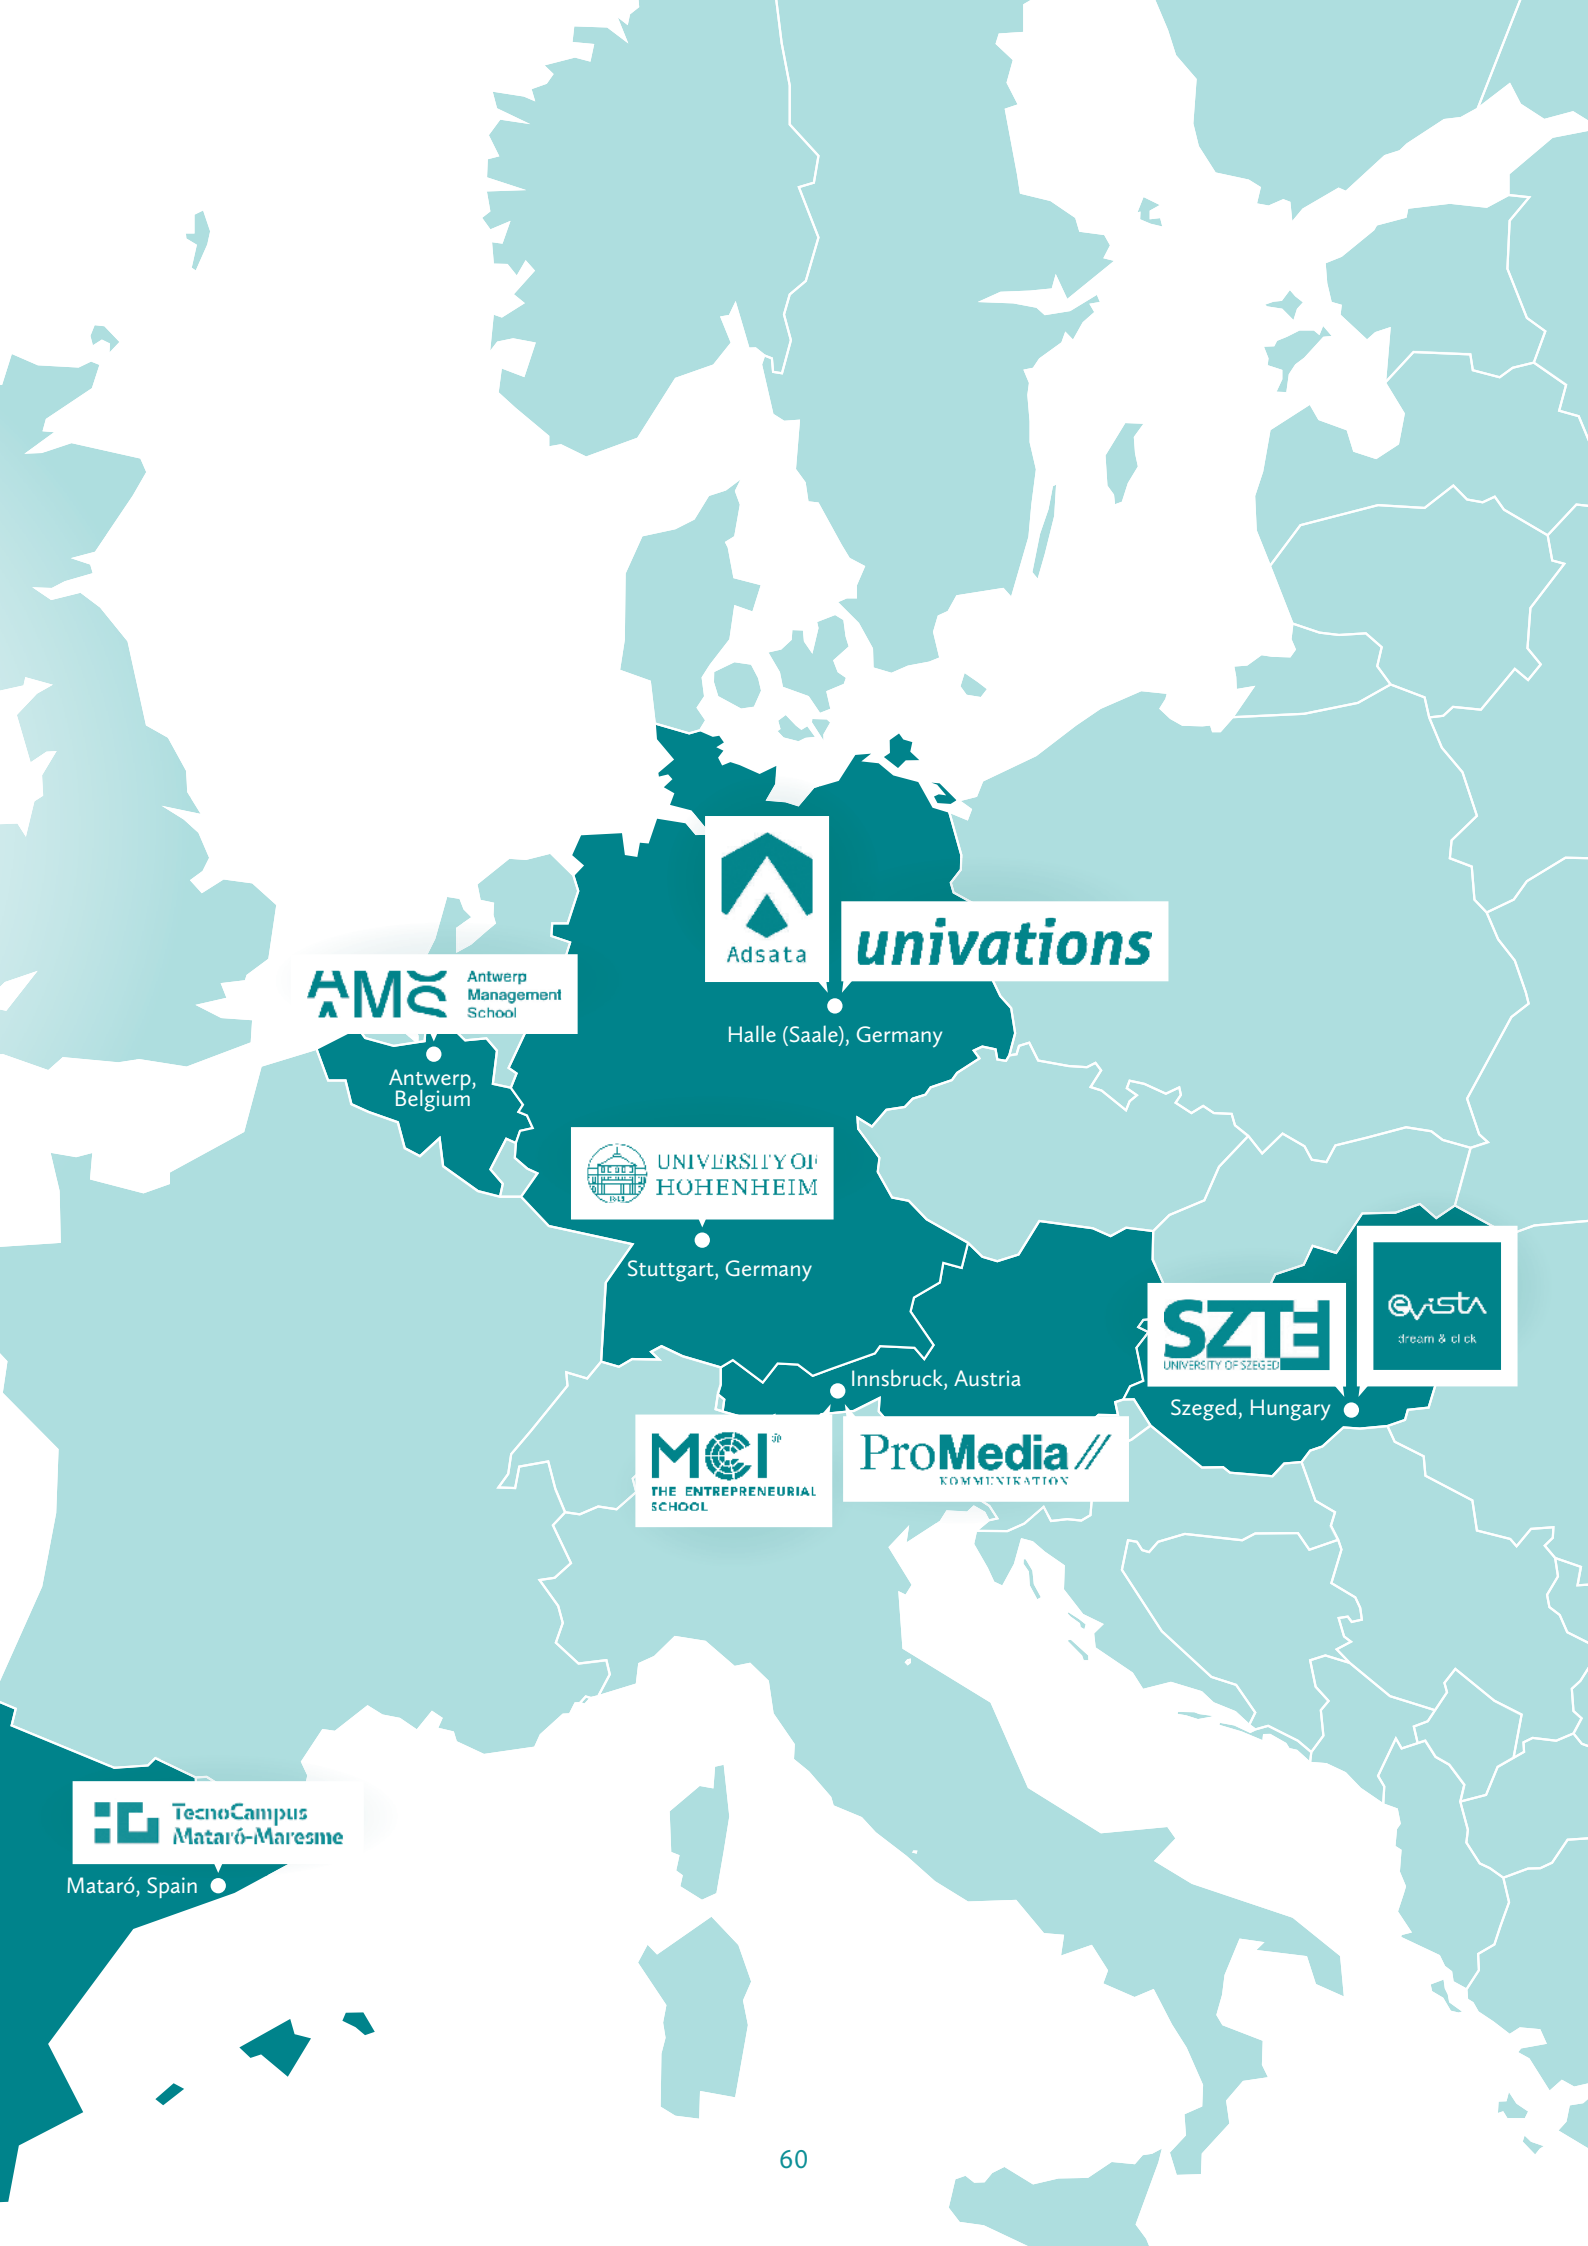 Adsata
univations
Halle (Saale), Germany
AMS
Antwerp
Management
School
Antwerp,
Belgium
UNIVERSITY OF
HOHENHEIM
Stuttgart, Germany
SZTE
UNIVERSITY OF SZEGED
evista
dream & click
Szeged, Hungary
Innsbruck, Austria
MCI®
THE ENTREPRENEURIAL
SCHOOL
ProMedia //
KOMMUNIKATION
TecnoCampus
Mataró-Maresme
Mataró, Spain
60